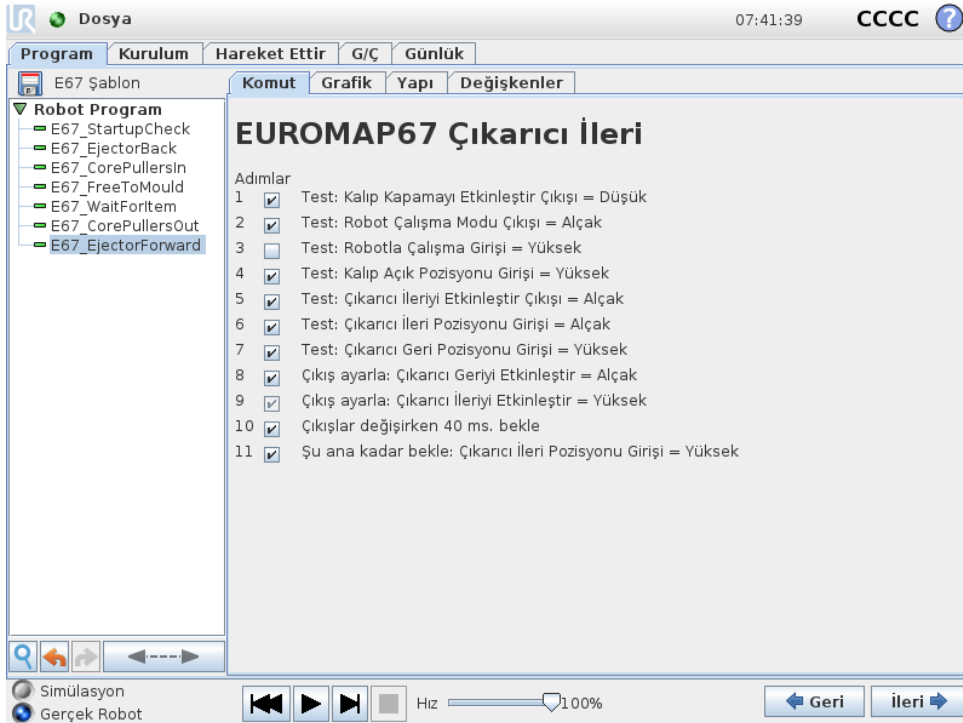 UR Dosya 07:41:39 CCCC ?
Program Kurulum Hareket Ettir G/Ç Günlük
E67 Şablon
Komut Grafik Yapı Değişkenler
Robot Program
E67_StartupCheck
E67_EjectorBack
E67_CorePullersIn
E67_FreeToMould
E67_WaitForItem
E67_CorePullersOut
E67_EjectorForward
EUROMAP67 Çıkarıcı İleri
Adımlar
1 Test: Kalıp Kapamayı Etkinleştir Çıkışı = Düşük
2 Test: Robot Çalışma Modu Çıkışı = Alçak
3 Test: Robotla Çalışma Girişi = Yüksek
4 Test: Kalıp Açık Pozisyonu Girişi = Yüksek
5 Test: Çıkarıcı İleriyi Etkinleştir Çıkışı = Alçak
6 Test: Çıkarıcı İleri Pozisyonu Girişi = Alçak
7 Test: Çıkarıcı Geri Pozisyonu Girişi = Yüksek
8 Çıkış ayarla: Çıkarıcı Geriyi Etkinleştir = Alçak
9 Çıkış ayarla: Çıkarıcı İleriyi Etkinleştir = Yüksek
10 Çıkışlar değişirken 40 ms. bekle
11 Şu ana kadar bekle: Çıkarıcı İleri Pozisyonu Girişi = Yüksek
Simülasyon
Gerçek Robot
Hız 100%
Geri İleri